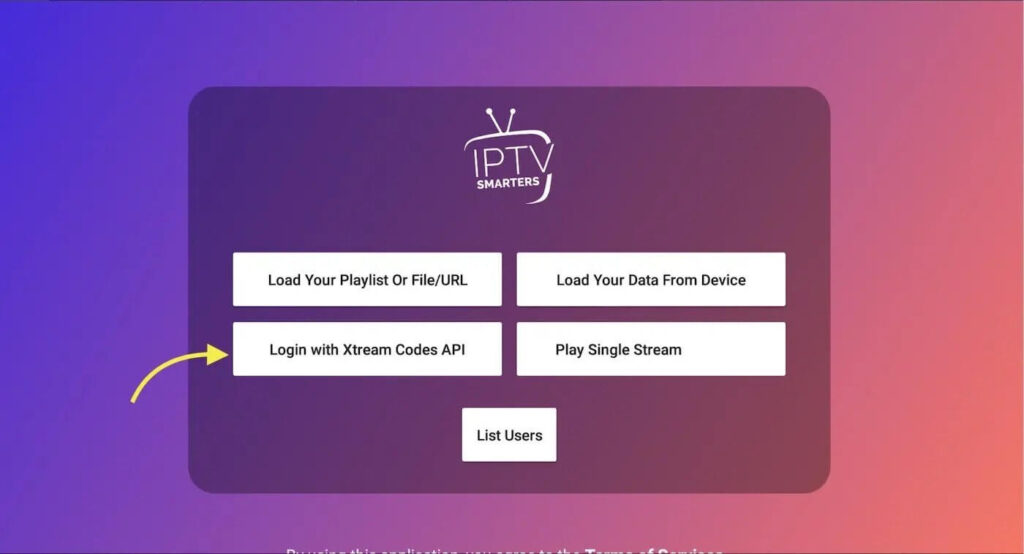 IPTV
SMARTERS
Load Your Playlist Or File/URL
Load Your Data From Device
Login with Xtream Codes API
Play Single Stream
List Users
By using this application, you agree to the Terms of Services